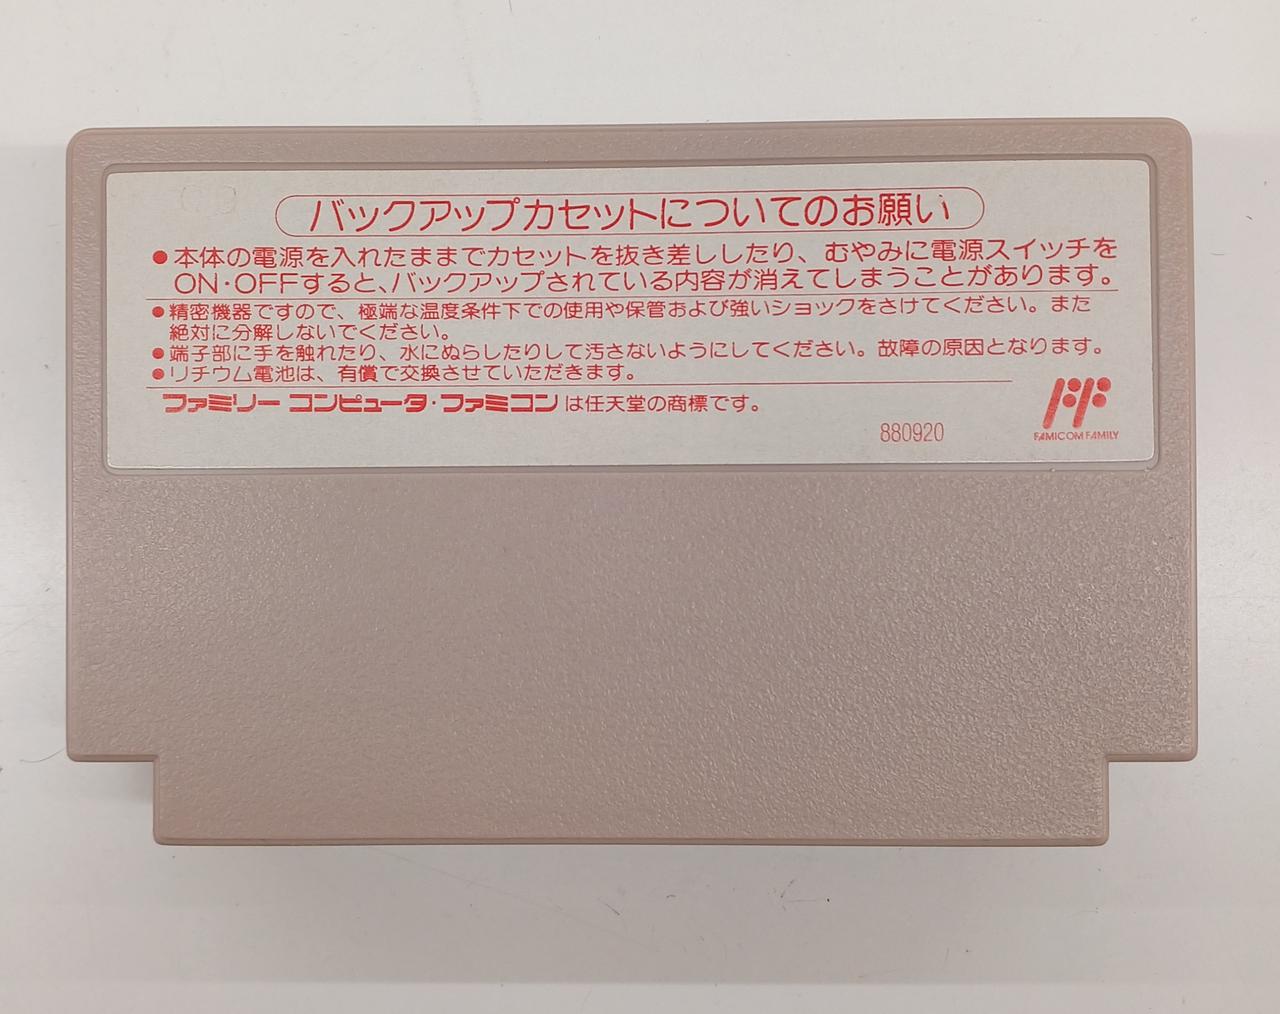 バックアップカセットについてのお願い
●本体の電源を入れたままでカセットを抜き差ししたり、むやみに電源スイッチを
ON・OFFすると、バックアップされている内容が消えてしまうことがあります。
●精密機器ですので、極端な温度条件下での使用や保管および強いショックをさけてください。また
絶対に分解しないでください。
●端子部に手を触れたり、水にぬらしたりして汚さないようにしてください。故障の原因となります。
●リチウム電池は、有償で交換させていただきます。
ファミリー コンピュータ・ファミコン は任天堂の商標です。
880920
FAMICOM FAMILY